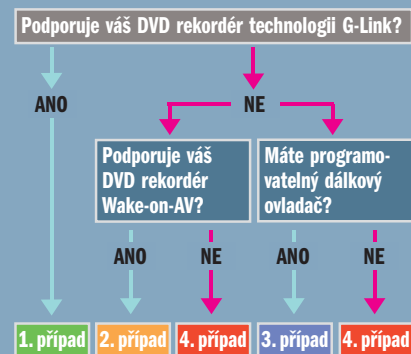 Podporuje váš DVD rekordér technologii G-Link?
ANO
NE
Podporuje váš
DVD rekordér
Wake-on-AV?
Máte programo-
vatelný dálkový
ovladač?
ANO
NE
ANO
NE
1. případ
2. případ
4. případ
3. případ
4. případ